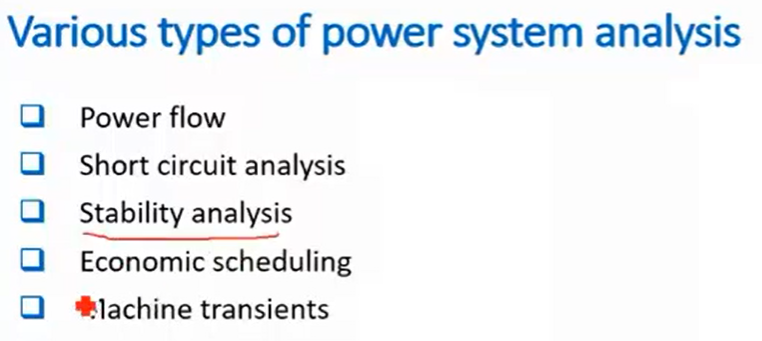 Various types of power system analysis
Power flow
Short circuit analysis
Stability analysis
Economic scheduling
Machine transients